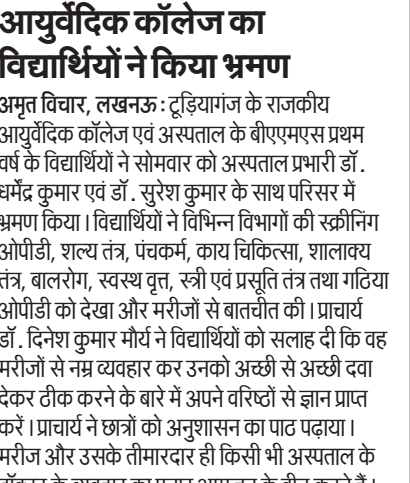 आयुर्वेदिक कॉलेज का
विद्यार्थियों ने किया भ्रमण
अमृत विचार, लखनऊ : टूड़ियागंज के राजकीय
आयुर्वेदिक कॉलेज एवं अस्पताल के बीएएमएस प्रथम
वर्ष के विद्यार्थियों ने सोमवार को अस्पताल प्रभारी डॉ.
धर्मेंद्र कुमार एवं डॉ. सुरेश कुमार के साथ परिसर में
भ्रमण किया। विद्यार्थियों ने विभिन्न विभागों की स्क्रीनिंग
ओपीडी, शल्य तंत्र, पंचकर्म, काय चिकित्सा, शालाक्य
तंत्र, बालरोग, स्वस्थ वृत्त, स्त्री एवं प्रसूति तंत्र तथा गठिया
ओपीडी को देखा और मरीजों से बातचीत की। प्राचार्य
डॉ. दिनेश कुमार मौर्य ने विद्यार्थियों को सलाह दी कि वह
मरीजों से नम्र व्यवहार कर उनको अच्छी से अच्छी दवा
देकर ठीक करने के बारे में अपने वरिष्ठों से ज्ञान प्राप्त
करें। प्राचार्य ने छात्रों को अनुशासन का पाठ पढ़ाया।
मरीज और उसके तीमारदार ही किसी भी अस्पताल के